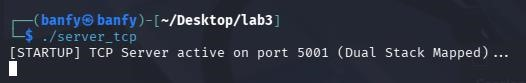 ┌──(banfy㉿banfy)-[~/Desktop/lab3]
└─$ ./server_tcp
[STARTUP] TCP Server active on port 5001 (Dual Stack Mapped)...